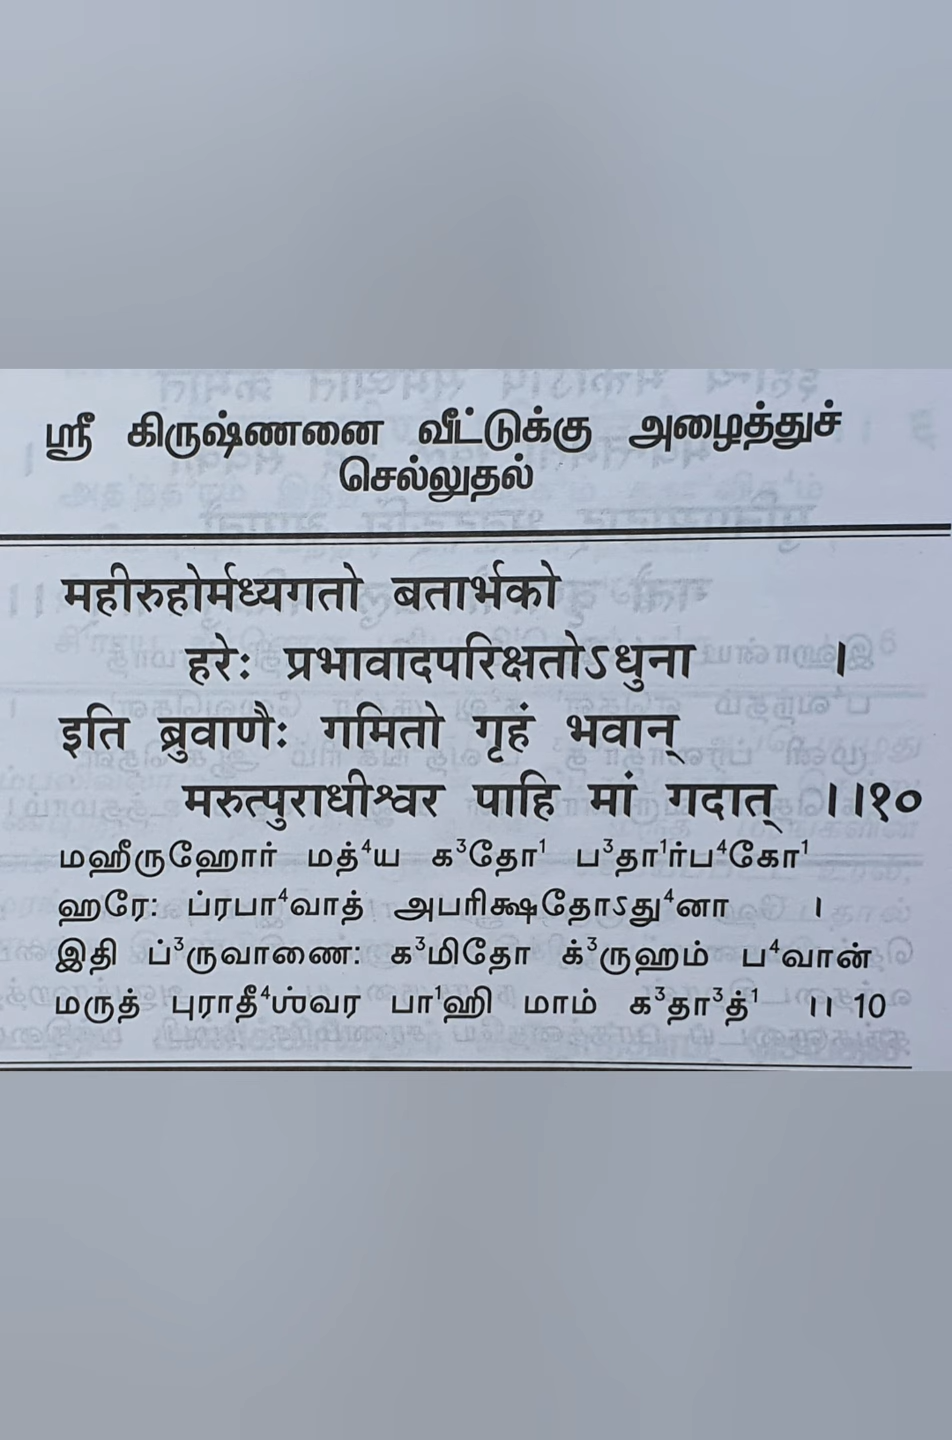 ஸ்ரீ கிருஷ்ணனை வீட்டுக்கு அழைத்துச்
செல்லுதல்
महीरुहोर्मध्यगतो बतार्भको
हरेः प्रभावादपरिक्षतोऽधुना ।
इति ब्रुवाणैः गमितो गृहं भवान्
मरुत्पुराधीश्वर पाहि मां गदात् ।।१०
மஹீருஹோர் மத்⁴ய க³தோ¹ ப³தா¹ர்ப⁴கோ¹
ஹரே: ப்ரபா⁴வாத் அபரிக்ஷதோऽது⁴னா ।
இதி ப்³ருவாணை: க³மிதோ க்³ருஹம் ப⁴வான்
மருத் புராதீ⁴ஶ்வர பா¹ஹி மாம் க³தா³த்¹ ।। 10